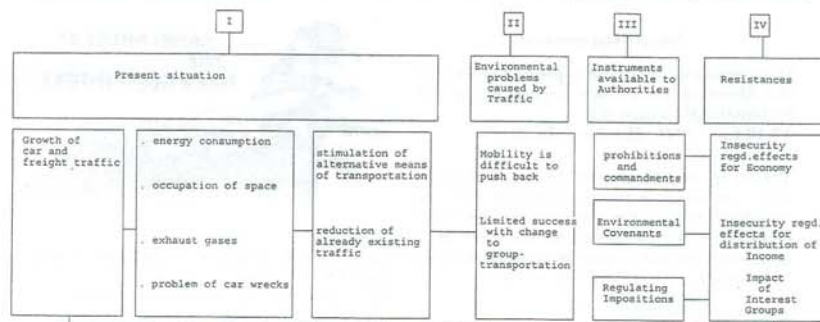 I
II
III
IV
Present situation
Environmental
problems
caused by
Traffic
Instruments
available to
Authorities
Resistances
Growth of
car and
freight traffic
. energy consumption
. occupation of space
. exhaust gases
. problem of car wrecks
stimulation of
alternative means
of transportation
reduction of
already existing
traffic
Mobility is
difficult to
push back
Limited success
with change
to
group-
transportation
prohibitions
and
commandments
Environmental
Covenants
Regulating
Impositions
Insecurity
regd.effects
for Economy
Insecurity regd.
effects for
distribution of
Income
Impact
of
Interest
Groups